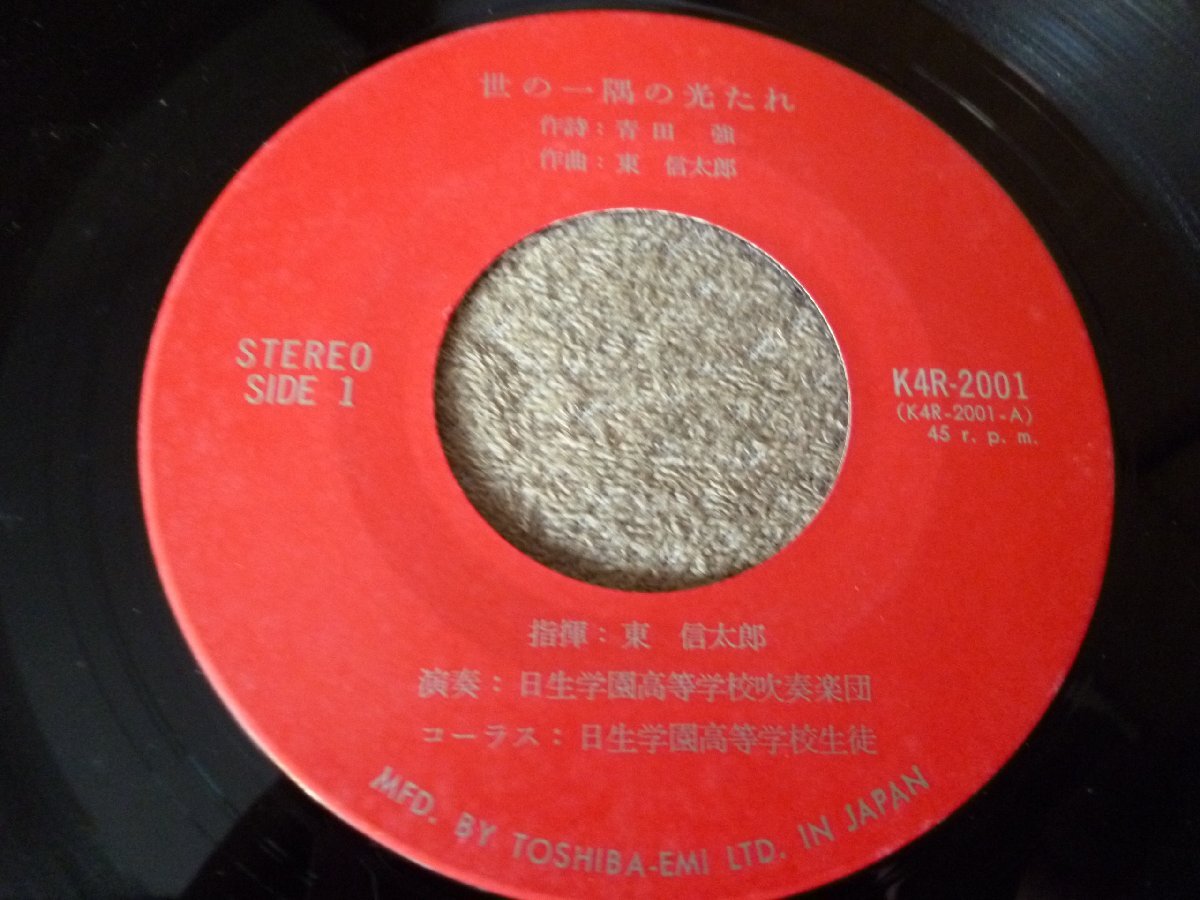 世の一隅の光たれ
作詩：青田 強
作曲：東 信太郎
STEREO
SIDE 1
K4R-2001
(K4R-2001-A)
45 r.p.m.
指揮：東 信太郎
演奏：日生学園高等学校吹奏楽団
コーラス：日生学園高等学校生徒
MFD. BY TOSHIBA-EMI LTD. IN JAPAN